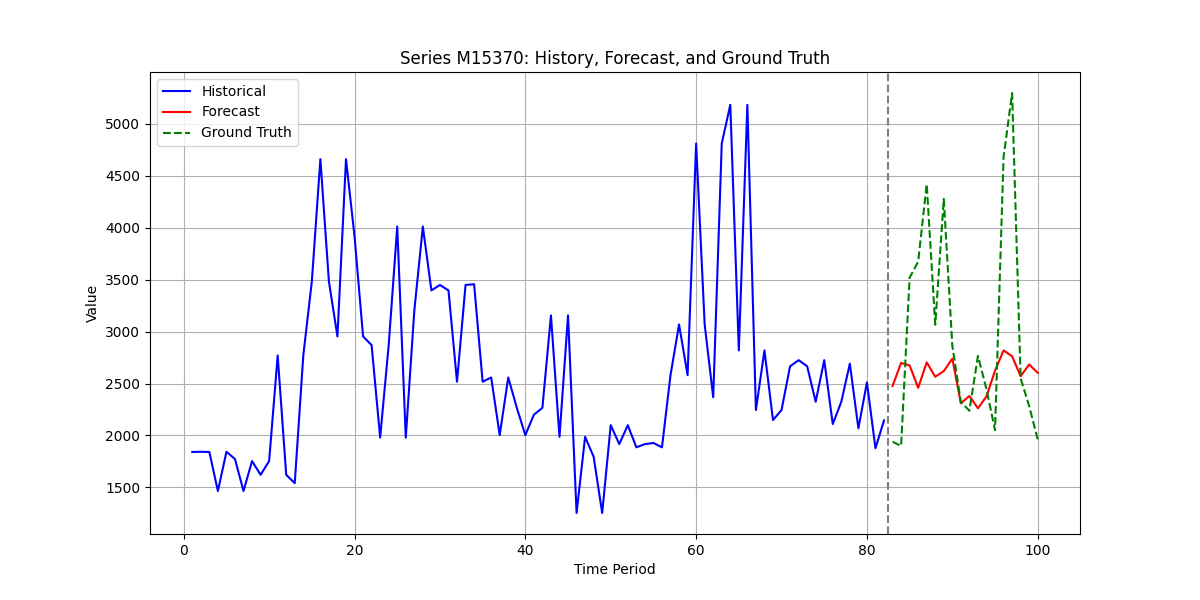 Series M15370: History, Forecast, and Ground Truth
Historical
Forecast
Ground Truth
Value
5000
4500
4000
3500
3000
2500
2000
1500
0 20 40 60 80 100
Time Period